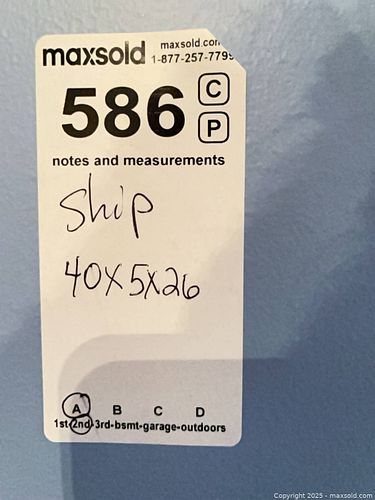 maxsold maxsold.com
1-877-257-7795
586 C
P
notes and measurements
Ship
40X5X26
A B C D
1st-2nd-3rd-bsmt-garage-outdoors
Copyright © 2025 - maxsold.com